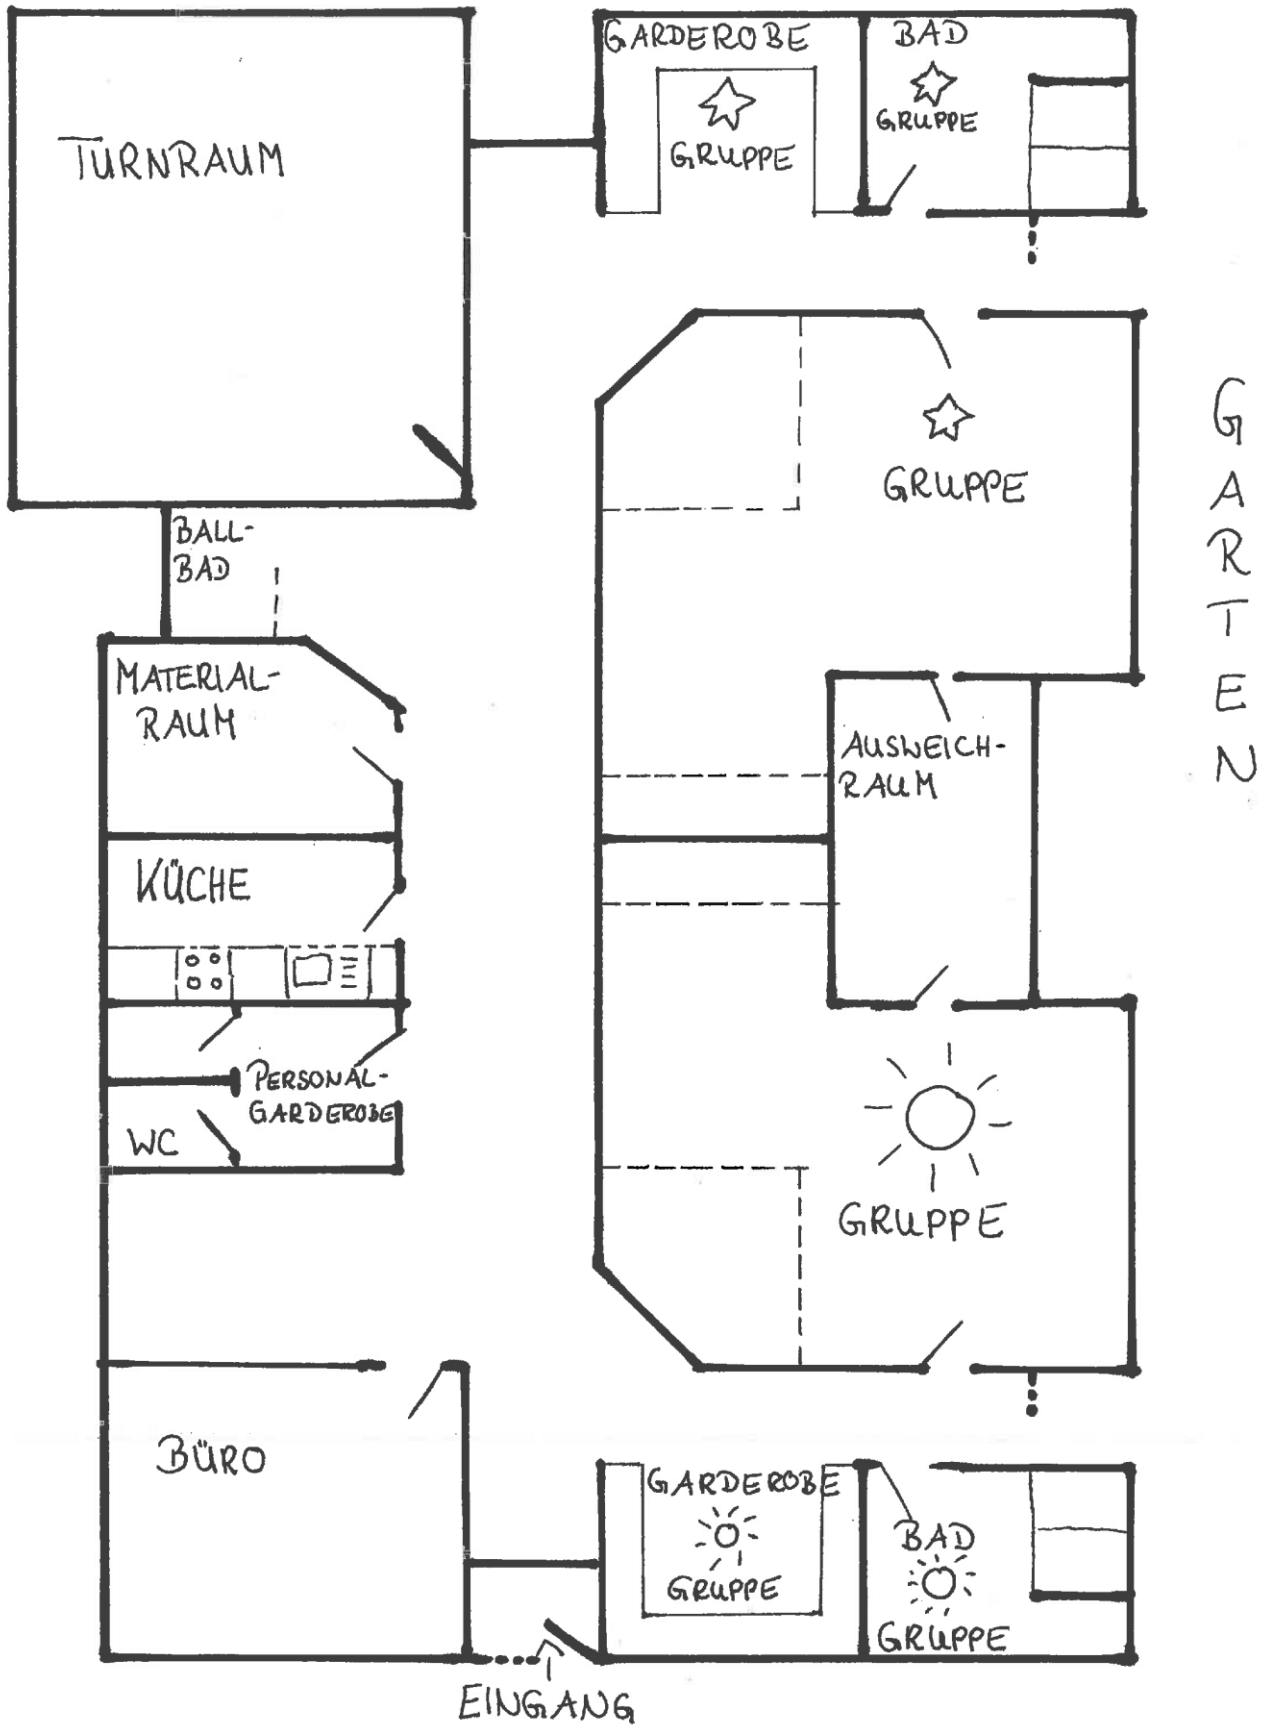 GARDEROBE
GRUPPE
BAD
GRUPPE
TURNRAUM
GRUPPE
GARTEN
BALL-
BAD
MATERIAL-
RAUM
AUSWEICH-
RAUM
KÜCHE
PERSONAL-
GARDEROBE
WC
GRUPPE
BÜRO
GARDEROBE
GRUPPE
BAD
GRUPPE
EINGANG